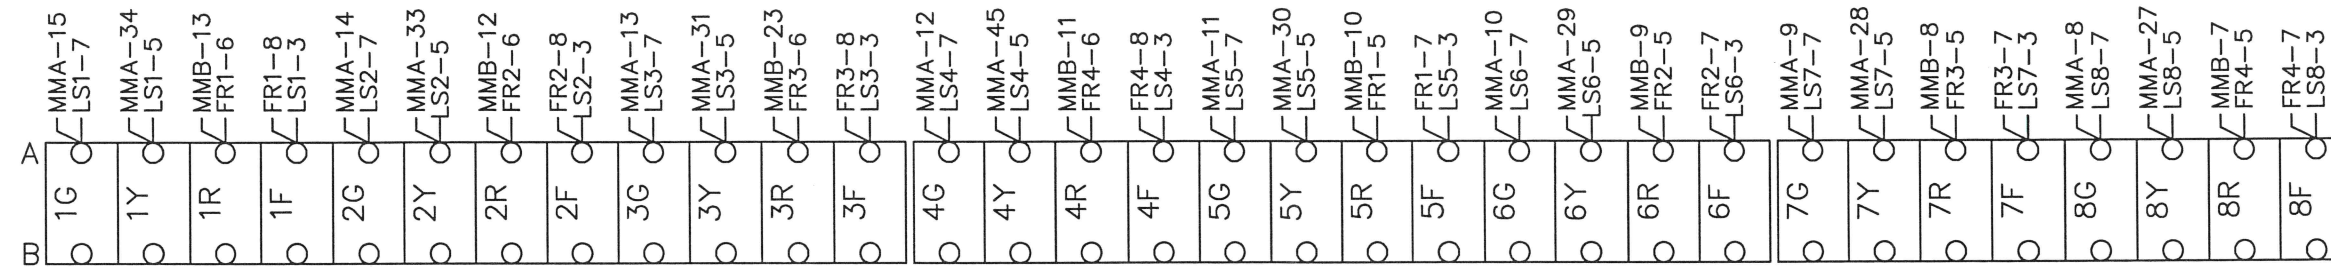 MMA-15
LS1-7
MMA-34
LS1-5
MMB-13
FR1-6
FR1-8
LS1-3
MMA-14
LS2-7
MMA-33
LS2-5
MMB-12
FR2-6
FR2-8
LS2-3
MMA-13
LS3-7
MMA-31
LS3-5
MMB-23
FR3-6
FR3-8
LS3-3
MMA-12
LS4-7
MMA-45
LS4-5
MMB-11
FR4-6
FR4-8
LS4-3
MMA-11
LS5-7
MMA-30
LS5-5
MMB-10
FR1-5
FR1-7
LS5-3
MMA-10
LS6-7
MMA-29
LS6-5
MMB-9
FR2-5
FR2-7
LS6-3
MMA-9
LS7-7
MMA-28
LS7-5
MMB-8
FR3-5
FR3-7
LS7-3
MMA-8
LS8-7
MMA-27
LS8-5
MMB-7
FR4-5
FR4-7
LS8-3
A
1G
1Y
1R
1F
2G
2Y
2R
2F
3G
3Y
3R
3F
4G
4Y
4R
4F
5G
5Y
5R
5F
6G
6Y
6R
6F
7G
7Y
7R
7F
8G
8Y
8R
8F
B